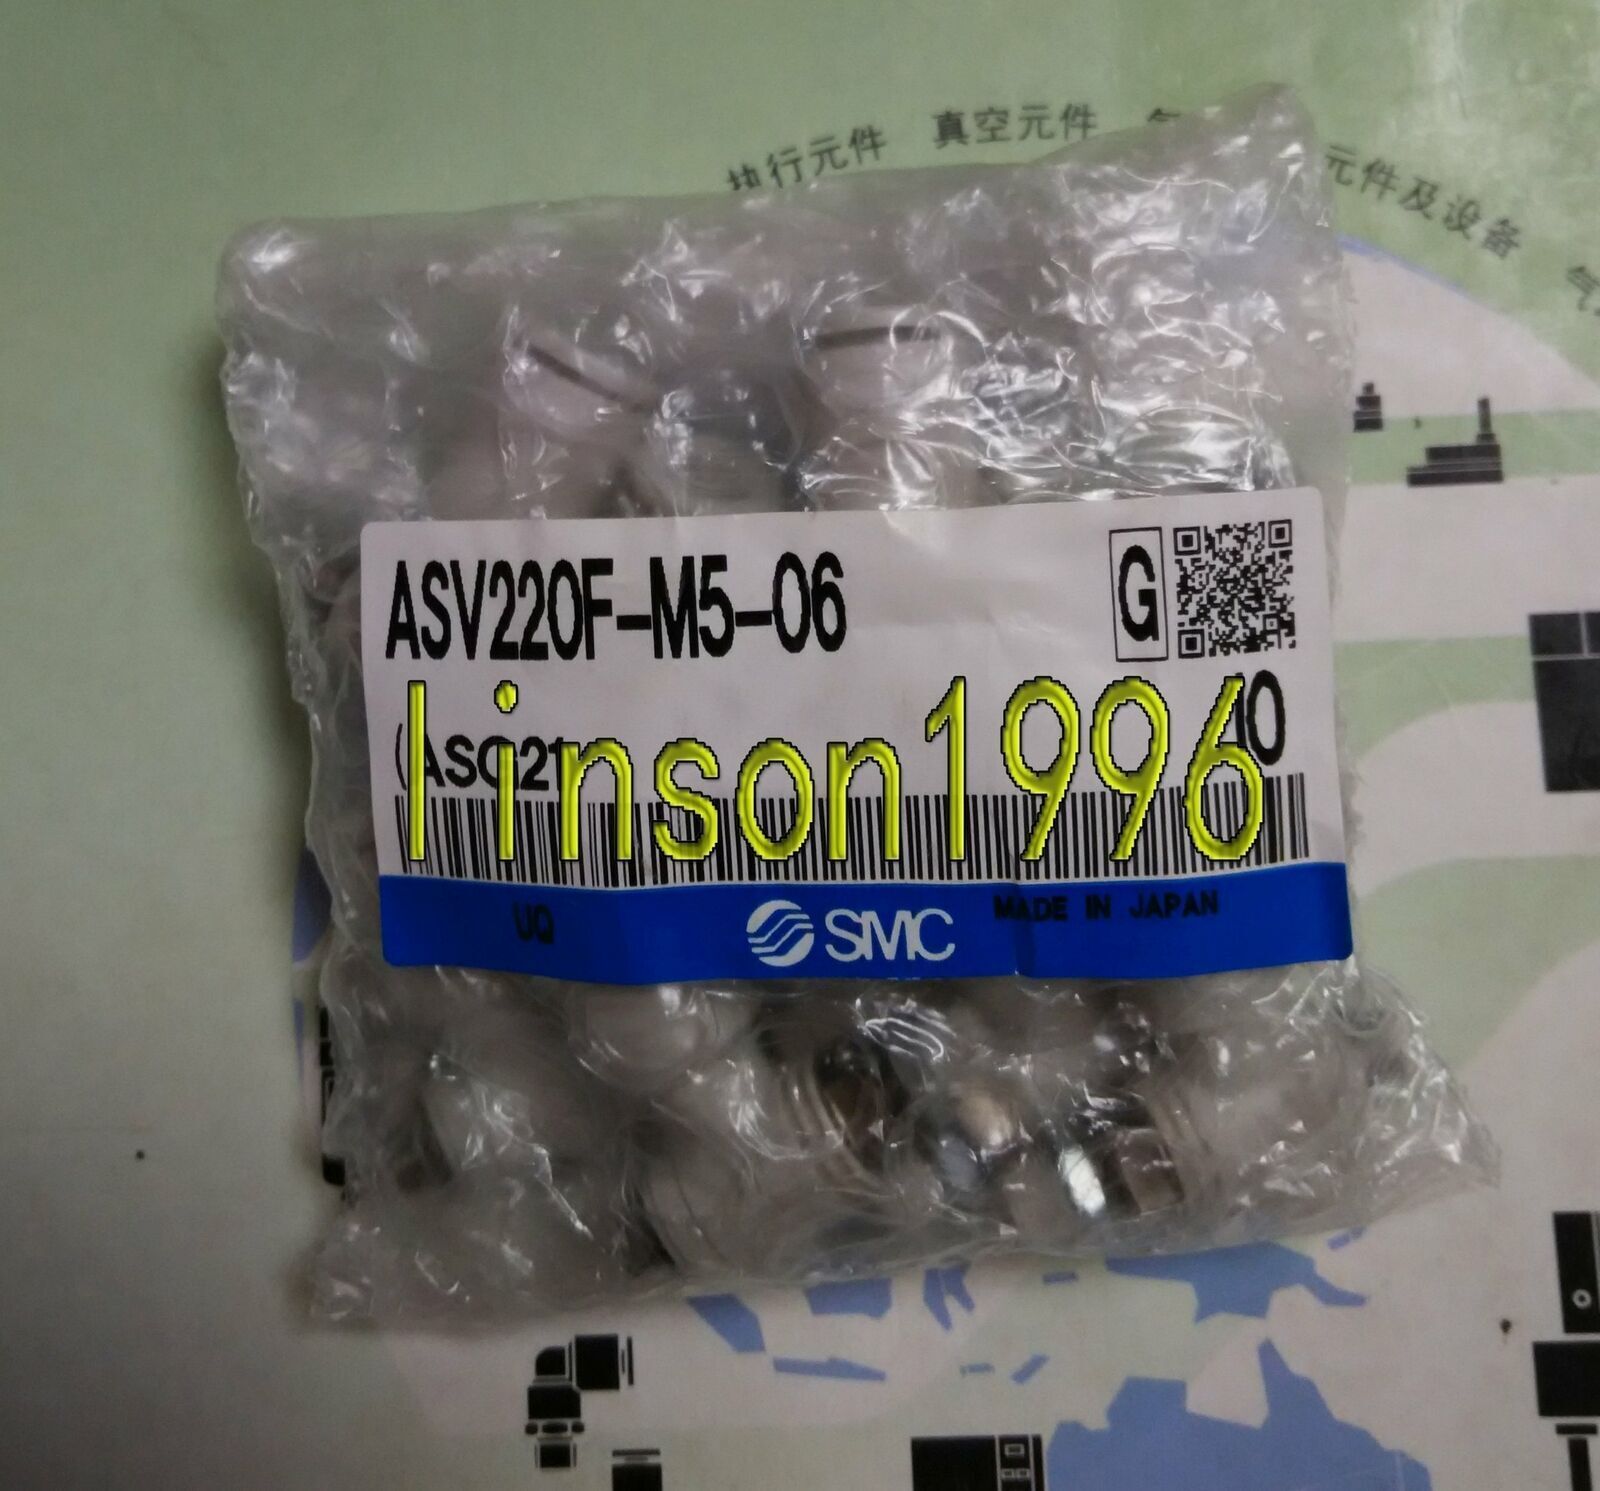 执行元件 真空元件
元件及设备
ASV220F-M5-06
G
10
linson1996
UQ
SMC
MADE IN JAPAN